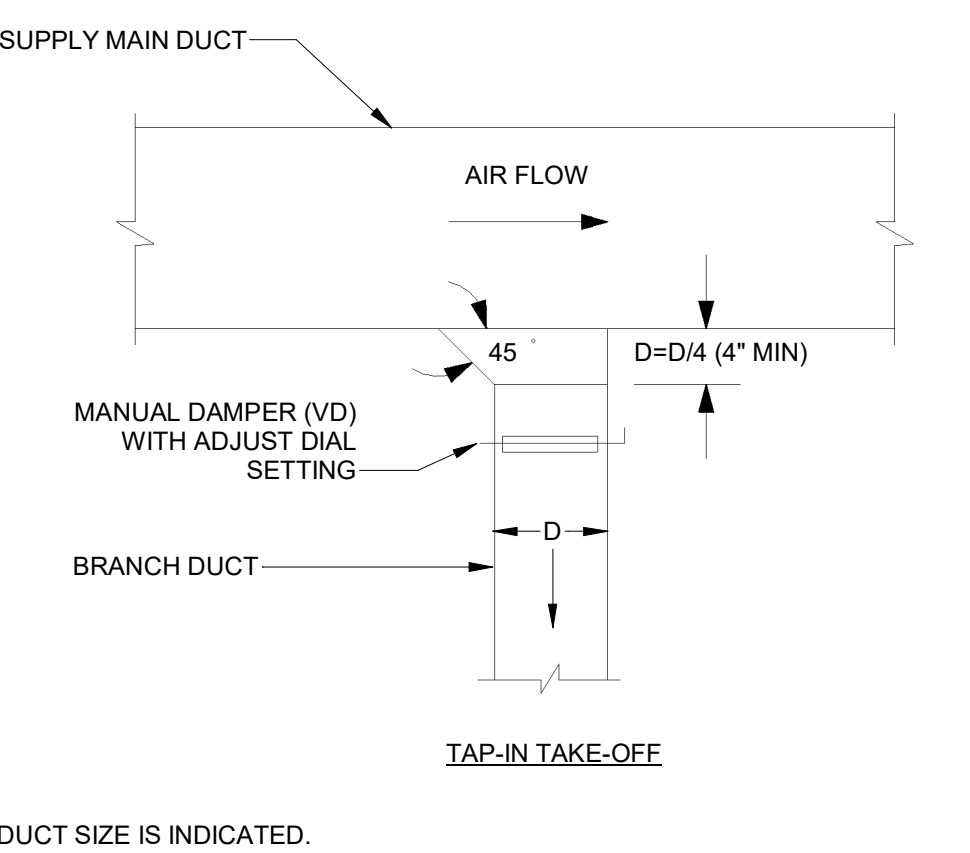 SUPPLY MAIN DUCT
AIR FLOW
45°
D=D/4 (4" MIN)
MANUAL DAMPER (VD)
WITH ADJUST DIAL
SETTING
D
BRANCH DUCT
TAP-IN TAKE-OFF
DUCT SIZE IS INDICATED.